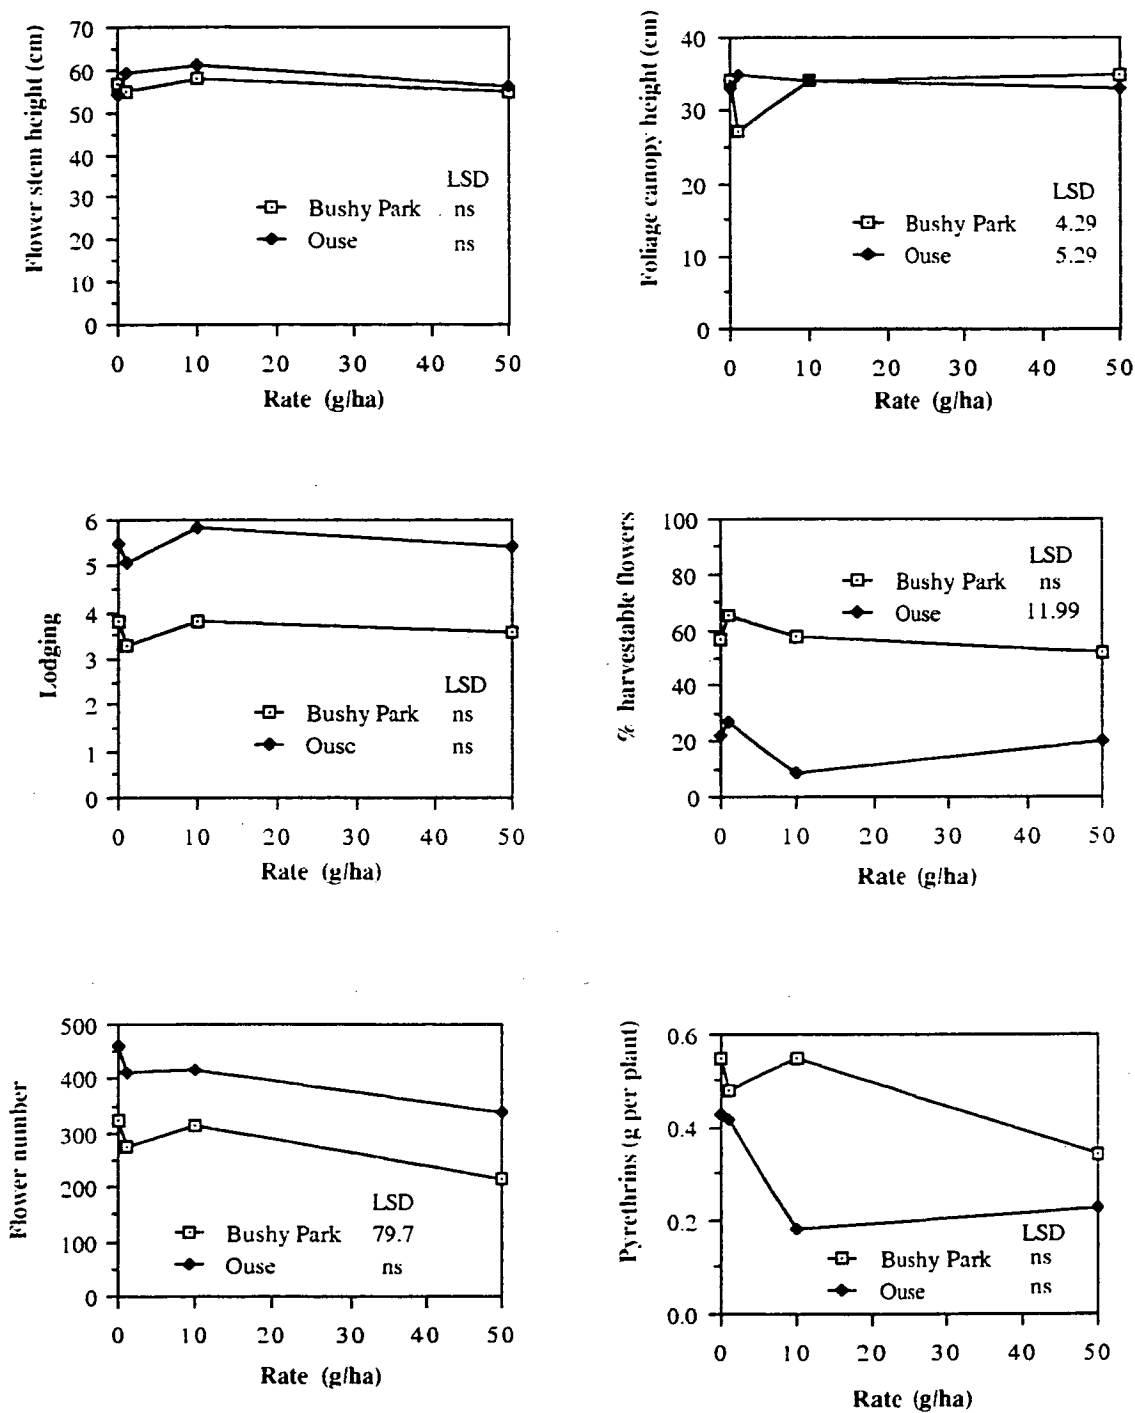 Flower stem height (cm)
70
60
50
40
30
20
10
0
LSD
Bushy Park ns
Ouse ns
0 10 20 30 40 50
Rate (g/ha)
Foliage canopy height (cm)
40
30
20
10
0
LSD
Bushy Park 4.29
Ouse 5.29
0 10 20 30 40 50
Rate (g/ha)
Lodging
6
5
4
3
2
1
0
LSD
Bushy Park ns
Ouse ns
0 10 20 30 40 50
Rate (g/ha)
% harvestable flowers
100
80
60
40
20
0
LSD
Bushy Park ns
Ouse 11.99
0 10 20 30 40 50
Rate (g/ha)
Flower number
500
400
300
200
100
0
LSD
Bushy Park 79.7
Ouse ns
0 10 20 30 40 50
Rate (g/ha)
Pyrethrins (g per plant)
0.6
0.4
0.2
0.0
LSD
Bushy Park ns
Ouse ns
0 10 20 30 40 50
Rate (g/ha)